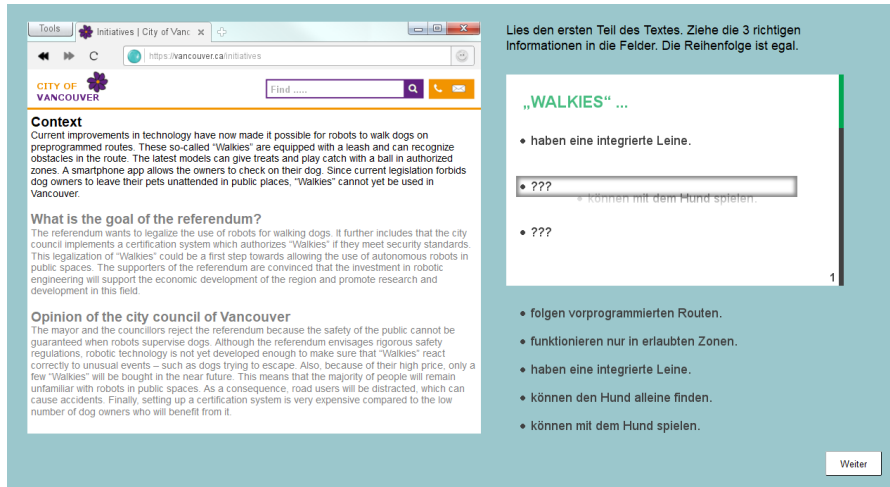 Tools
Initiatives | City of Vanc
https://vancouver.ca/initiatives
CITY OF
VANCOUVER
Find .....
Context
Current improvements in technology have now made it possible for robots to walk dogs on
preprogrammed routes. These so-called “Walkies” are equipped with a leash and can recognize
obstacles in the route. The latest models can give treats and play catch with a ball in authorized
zones. A smartphone app allows the owners to check on their dog. Since current legislation forbids
dog owners to leave their pets unattended in public places, “Walkies” cannot yet be used in
Vancouver.
What is the goal of the referendum?
The referendum wants to legalize the use of robots for walking dogs. It further includes that the city
council implements a certification system which authorizes “Walkies” if they meet security standards.
This legalization of “Walkies” could be a first step towards allowing the use of autonomous robots in
public spaces. The supporters of the referendum are convinced that the investment in robotic
engineering will support the economic development of the region and promote research and
development in this field.
Opinion of the city council of Vancouver
The mayor and the councillors reject the referendum because the safety of the public cannot be
guaranteed when robots supervise dogs. Although the referendum envisages rigorous safety
regulations, robotic technology is not yet developed enough to make sure that “Walkies” react
correctly to unusual events – such as dogs trying to escape. Also, because of their high price, only a
few “Walkies” will be bought in the near future. This means that the majority of people will remain
unfamiliar with robots in public spaces. As a consequence, road users will be distracted, which can
cause accidents. Finally, setting up a certification system is very expensive compared to the low
number of dog owners who will benefit from it.
Lies den ersten Teil des Textes. Ziehe die 3 richtigen
Informationen in die Felder. Die Reihenfolge ist egal.
„WALKIES“ ...
• haben eine integrierte Leine.
• ???
• können mit dem Hund spielen.
• ???
1
• folgen vorprogrammierten Routen.
• funktionieren nur in erlaubten Zonen.
• haben eine integrierte Leine.
• können den Hund alleine finden.
• können mit dem Hund spielen.
Weiter